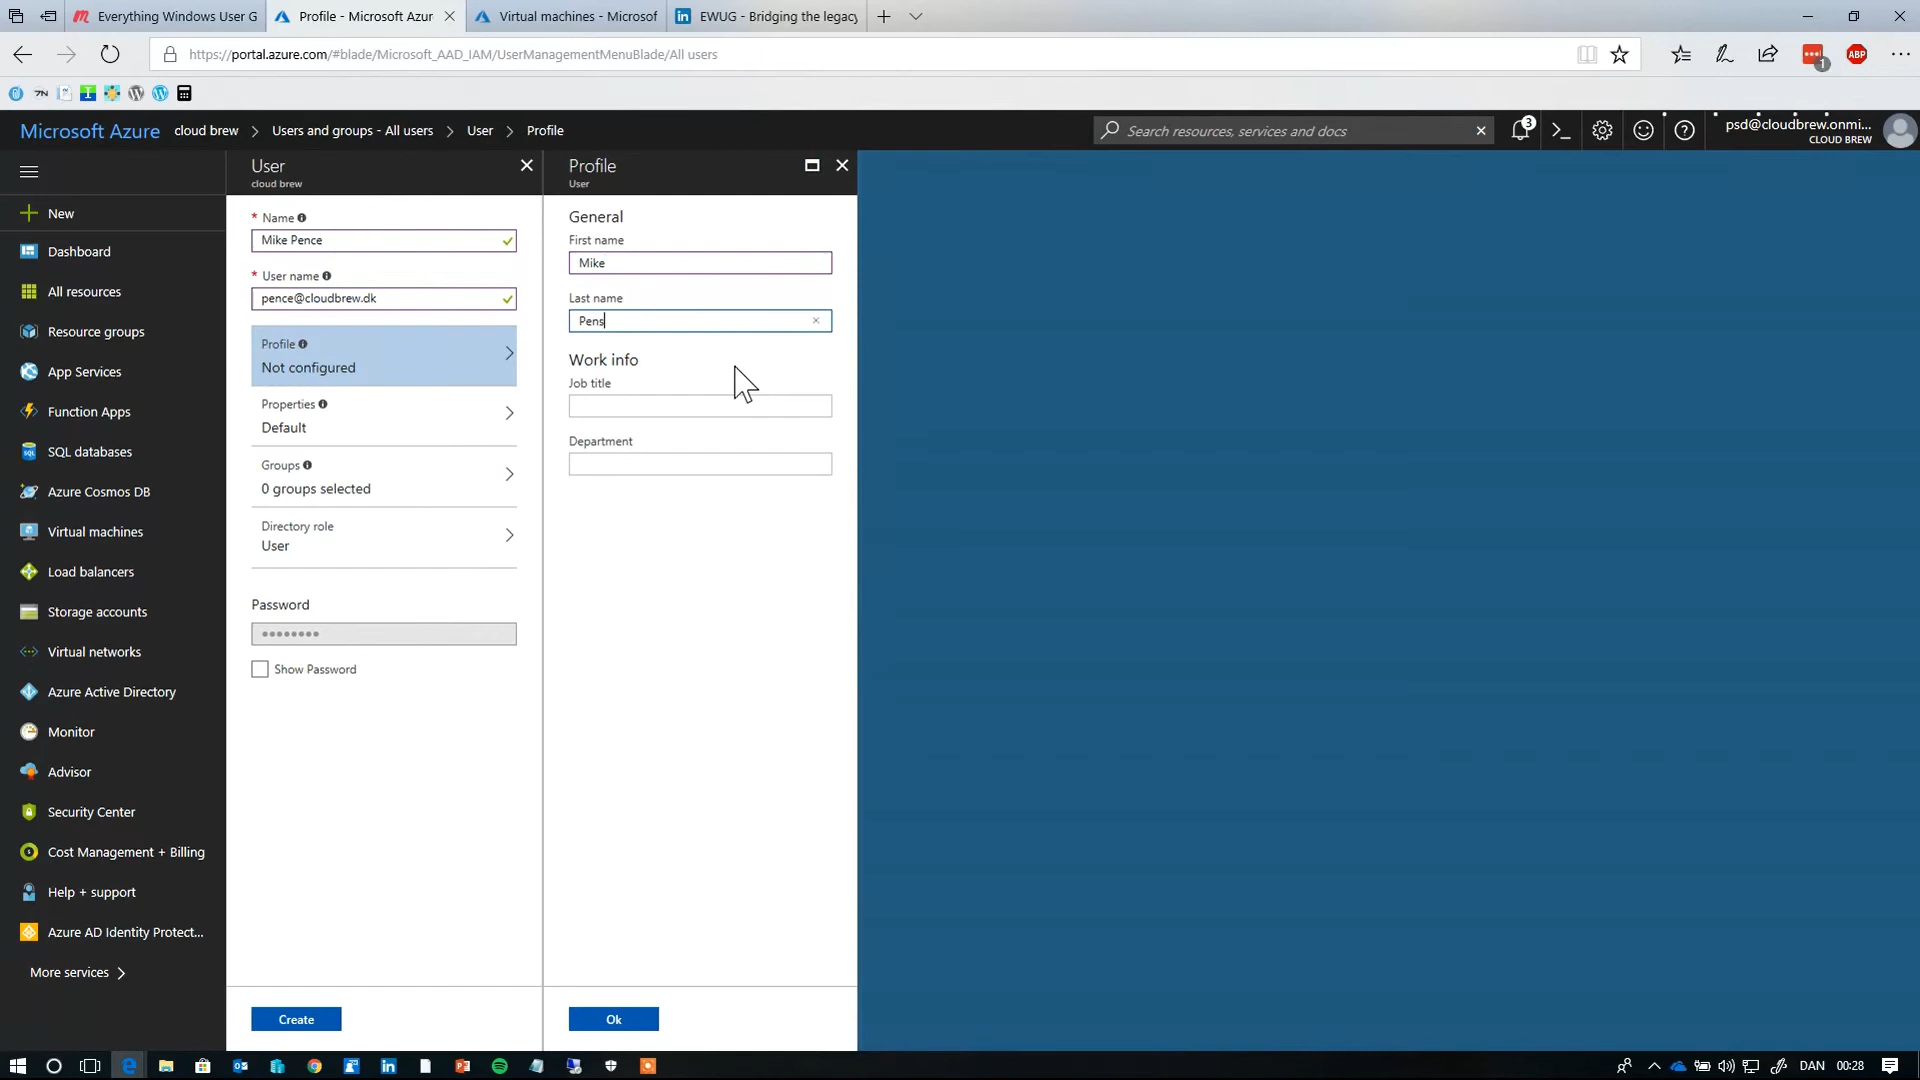 Everything Windows User G
Profile - Microsoft Azur
Virtual machines - Microsof
EWUG - Bridging the legacy
https://portal.azure.com/#blade/Microsoft_AAD_IAM/UserManagementMenuBlade/All users
1
ABP
7N
Microsoft Azure
cloud brew > Users and groups - All users > User > Profile
Search resources, services and docs
3
psd@cloudbrew.onmi...
CLOUD BREW
New
Dashboard
All resources
Resource groups
App Services
Function Apps
SQL databases
Azure Cosmos DB
Virtual machines
Load balancers
Storage accounts
Virtual networks
Azure Active Directory
Monitor
Advisor
Security Center
Cost Management + Billing
Help + support
Azure AD Identity Protect...
More services >
User
cloud brew
* Name
Mike Pence
* User name
pence@cloudbrew.dk
Profile
Not configured
Properties
Default
Groups
0 groups selected
Directory role
User
Password
Show Password
Create
Profile
User
General
First name
Mike
Last name
Pens
Work info
Job title
Department
Ok
DAN
00:28